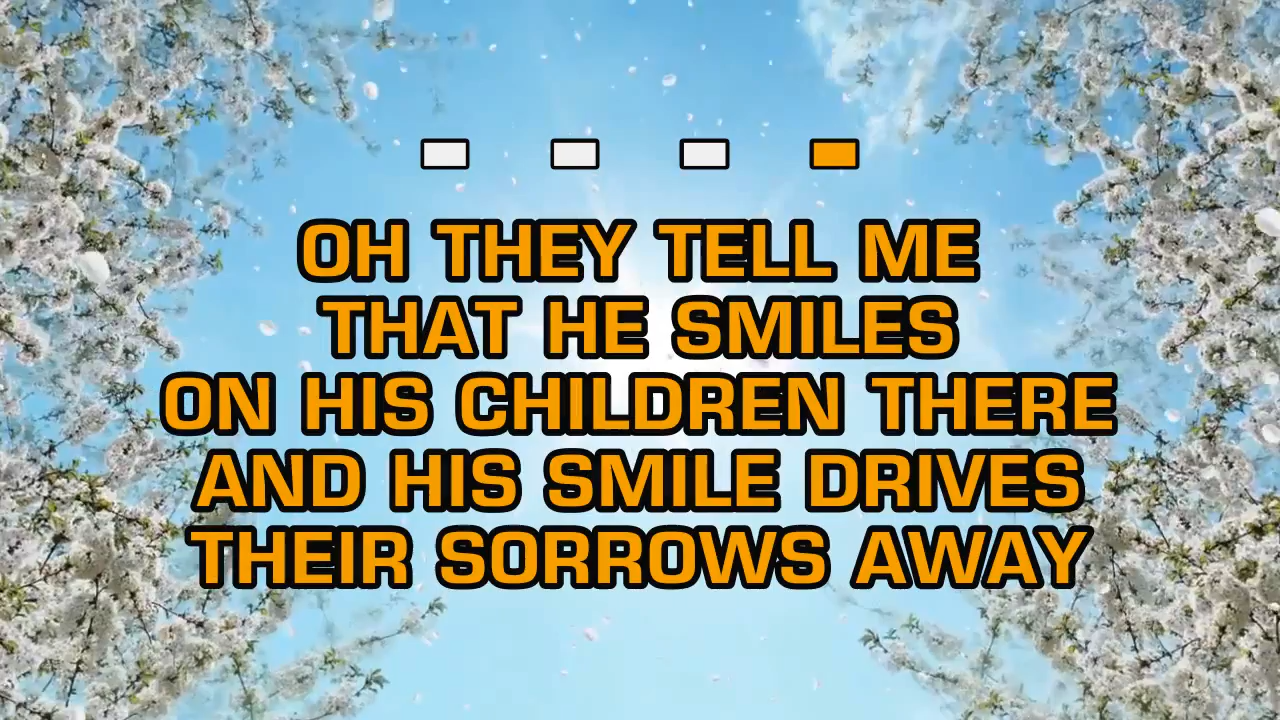 OH THEY TELL ME
THAT HE SMILES
ON HIS CHILDREN THERE
AND HIS SMILE DRIVES
THEIR SORROWS AWAY